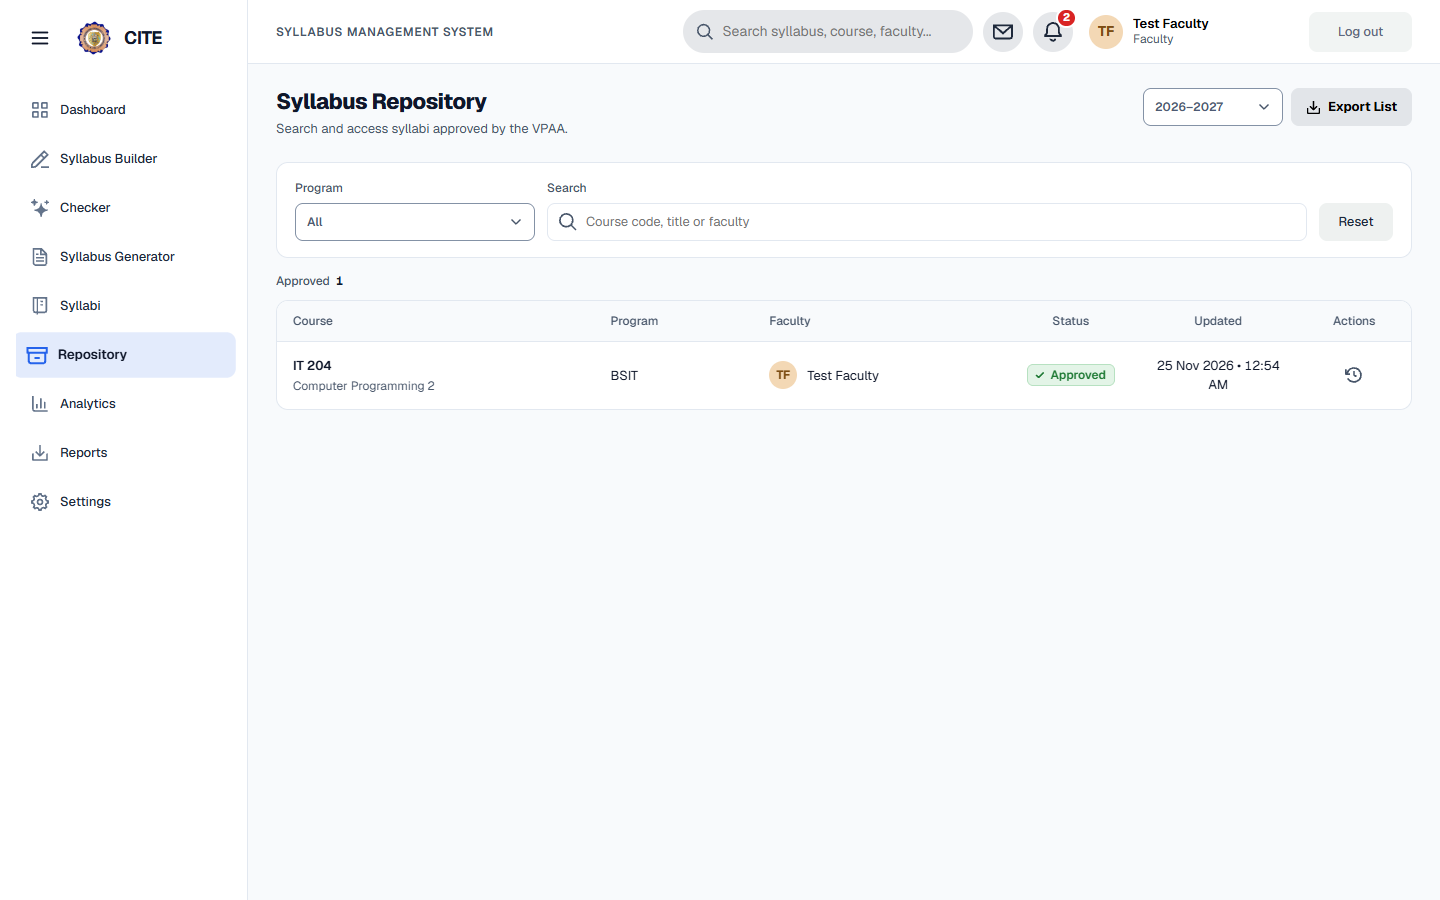 CITE
SYLLABUS MANAGEMENT SYSTEM
Search syllabus, course, faculty...
2
TF
Test Faculty
Faculty
Log out
Dashboard
Syllabus Builder
Checker
Syllabus Generator
Syllabi
Repository
Analytics
Reports
Settings
Syllabus Repository
Search and access syllabi approved by the VPAA.
2026–2027
Export List
Program
Search
All
Course code, title or faculty
Reset
Approved 1
Course Program Faculty Status Updated Actions
IT 204
Computer Programming 2
BSIT
TF
Test Faculty
Approved
25 Nov 2026 • 12:54
AM